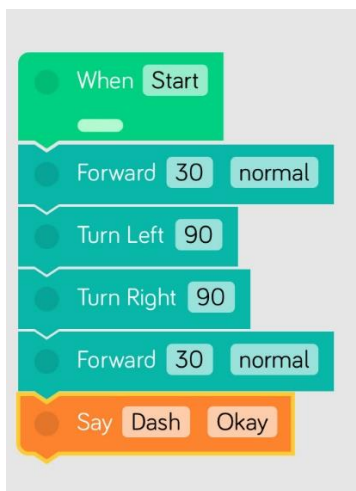 When Start
Forward 30 normal
Turn Left 90
Turn Right 90
Forward 30 normal
Say Dash Okay